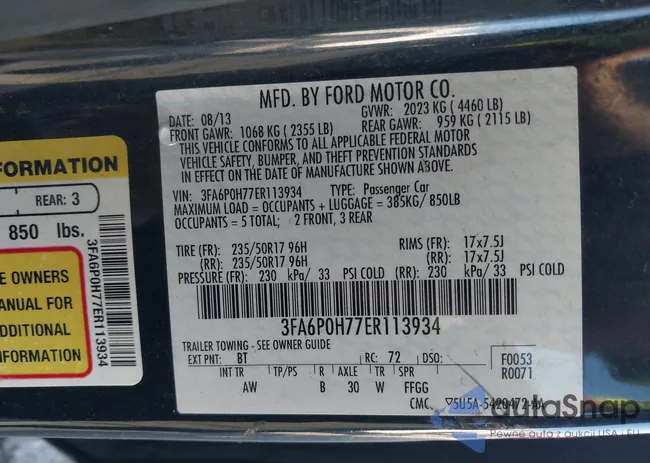 FORMATION
REAR: 3
850 lbs.
E OWNERS
ANUAL FOR
DDITIONAL
NFORMATION
3FA6P0H77ER113934
MFD. BY FORD MOTOR CO.
DATE: 08/13 GVWR: 2023 KG ( 4460 LB)
FRONT GAWR: 1068 KG ( 2355 LB) REAR GAWR: 959 KG ( 2115 LB)
THIS VEHICLE CONFORMS TO ALL APPLICABLE FEDERAL MOTOR
VEHICLE SAFETY, BUMPER, AND THEFT PREVENTION STANDARDS
IN EFFECT ON THE DATE OF MANUFACTURE SHOWN ABOVE.
VIN: 3FA6P0H77ER113934 TYPE: Passenger Car
MAXIMUM LOAD = OCCUPANTS + LUGGAGE = 385KG/ 850LB
OCCUPANTS = 5 TOTAL; 2 FRONT, 3 REAR
TIRE (FR): 235/50R17 96H RIMS (FR): 17x7.5J
(RR): 235/50R17 96H (RR): 17x7.5J
PRESSURE (FR): 230 kPa/ 33 PSI COLD (RR): 230 kPa/ 33 PSI COLD
3FA6P0H77ER113934
TRAILER TOWING - SEE OWNER GUIDE
EXT PNT: BT RC: 72 DSO: F0053
R0071
INT TR TP/PS R AXLE TR SPR
AW B 30 W FFGG
CMC
autoSnap
Pewne auta z aukcji USA i EU